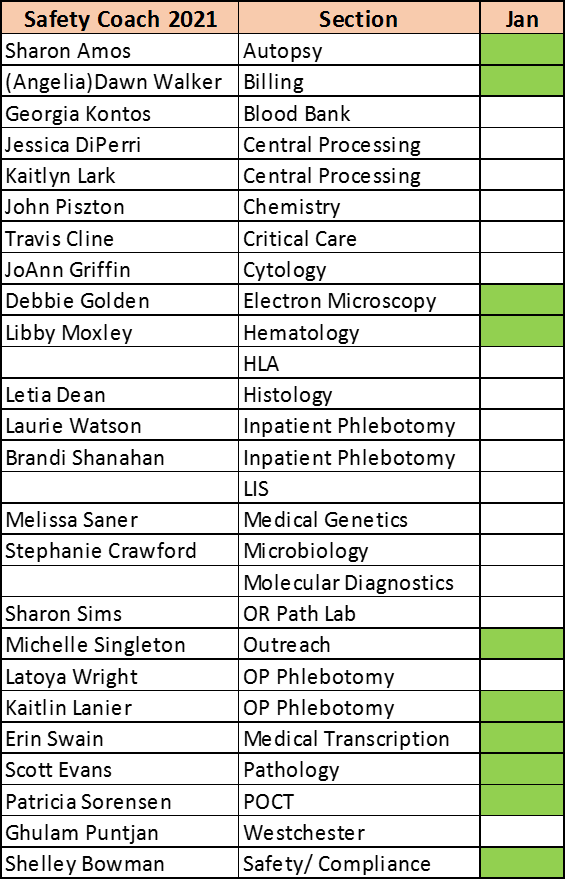 Safety Coach 2021 Section Jan
Sharon Amos Autopsy
(Angelia)Dawn Walker Billing
Georgia Kontos Blood Bank
Jessica DiPerri Central Processing
Kaitlyn Lark Central Processing
John Piszton Chemistry
Travis Cline Critical Care
JoAnn Griffin Cytology
Debbie Golden Electron Microscopy
Libby Moxley Hematology
HLA
Letia Dean Histology
Laurie Watson Inpatient Phlebotomy
Brandi Shanahan Inpatient Phlebotomy
LIS
Melissa Saner Medical Genetics
Stephanie Crawford Microbiology
Molecular Diagnostics
Sharon Sims OR Path Lab
Michelle Singleton Outreach
Latoya Wright OP Phlebotomy
Kaitlin Lanier OP Phlebotomy
Erin Swain Medical Transcription
Scott Evans Pathology
Patricia Sorensen POCT
Ghulam Puntjan Westchester
Shelley Bowman Safety/ Compliance